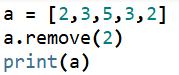 a = [2,3,5,3,2]
a.remove(2)
print(a)